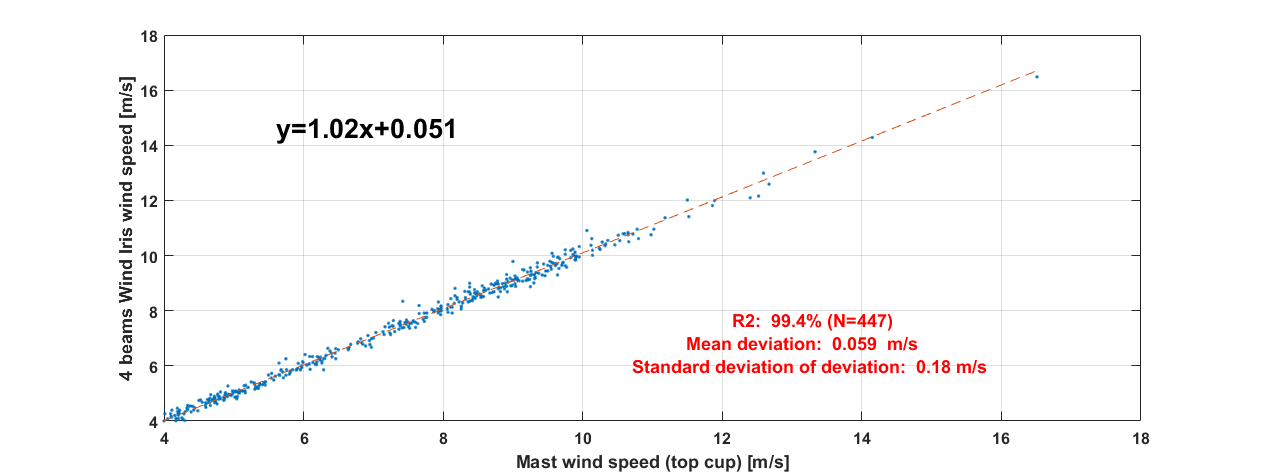 18
16
14
12
10
8
6
4
4 beams Wind Iris wind speed [m/s]
y=1.02x+0.051
R2: 99.4% (N=447)
Mean deviation: 0.059 m/s
Standard deviation of deviation: 0.18 m/s
4 6 8 10 12 14 16 18
Mast wind speed (top cup) [m/s]